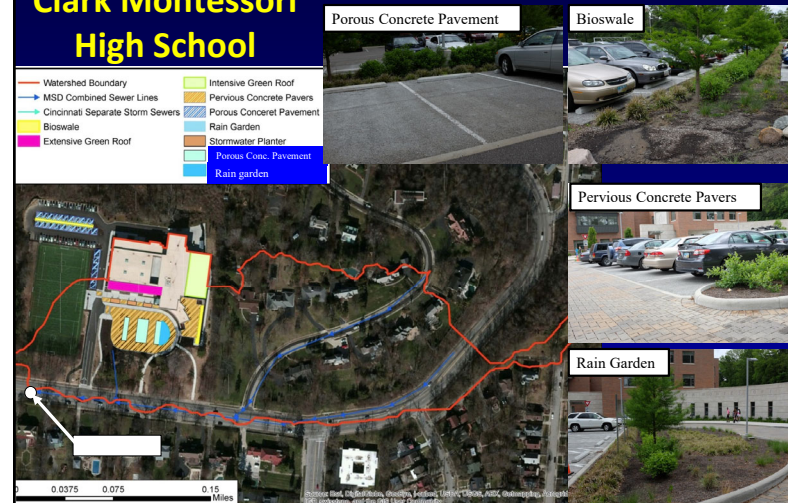 Clark Montessori
High School
Porous Concrete Pavement
Bioswale
Watershed Boundary
MSD Combined Sewer Lines
Cincinnati Separate Storm Sewers
Bioswale
Extensive Green Roof
Intensive Green Roof
Pervious Concrete Pavers
Porous Conceret Pavement
Rain Garden
Stormwater Planter
Porous Conc. Pavement
Rain garden
Pervious Concrete Pavers
Rain Garden
0 0.0375 0.075 0.15
Miles